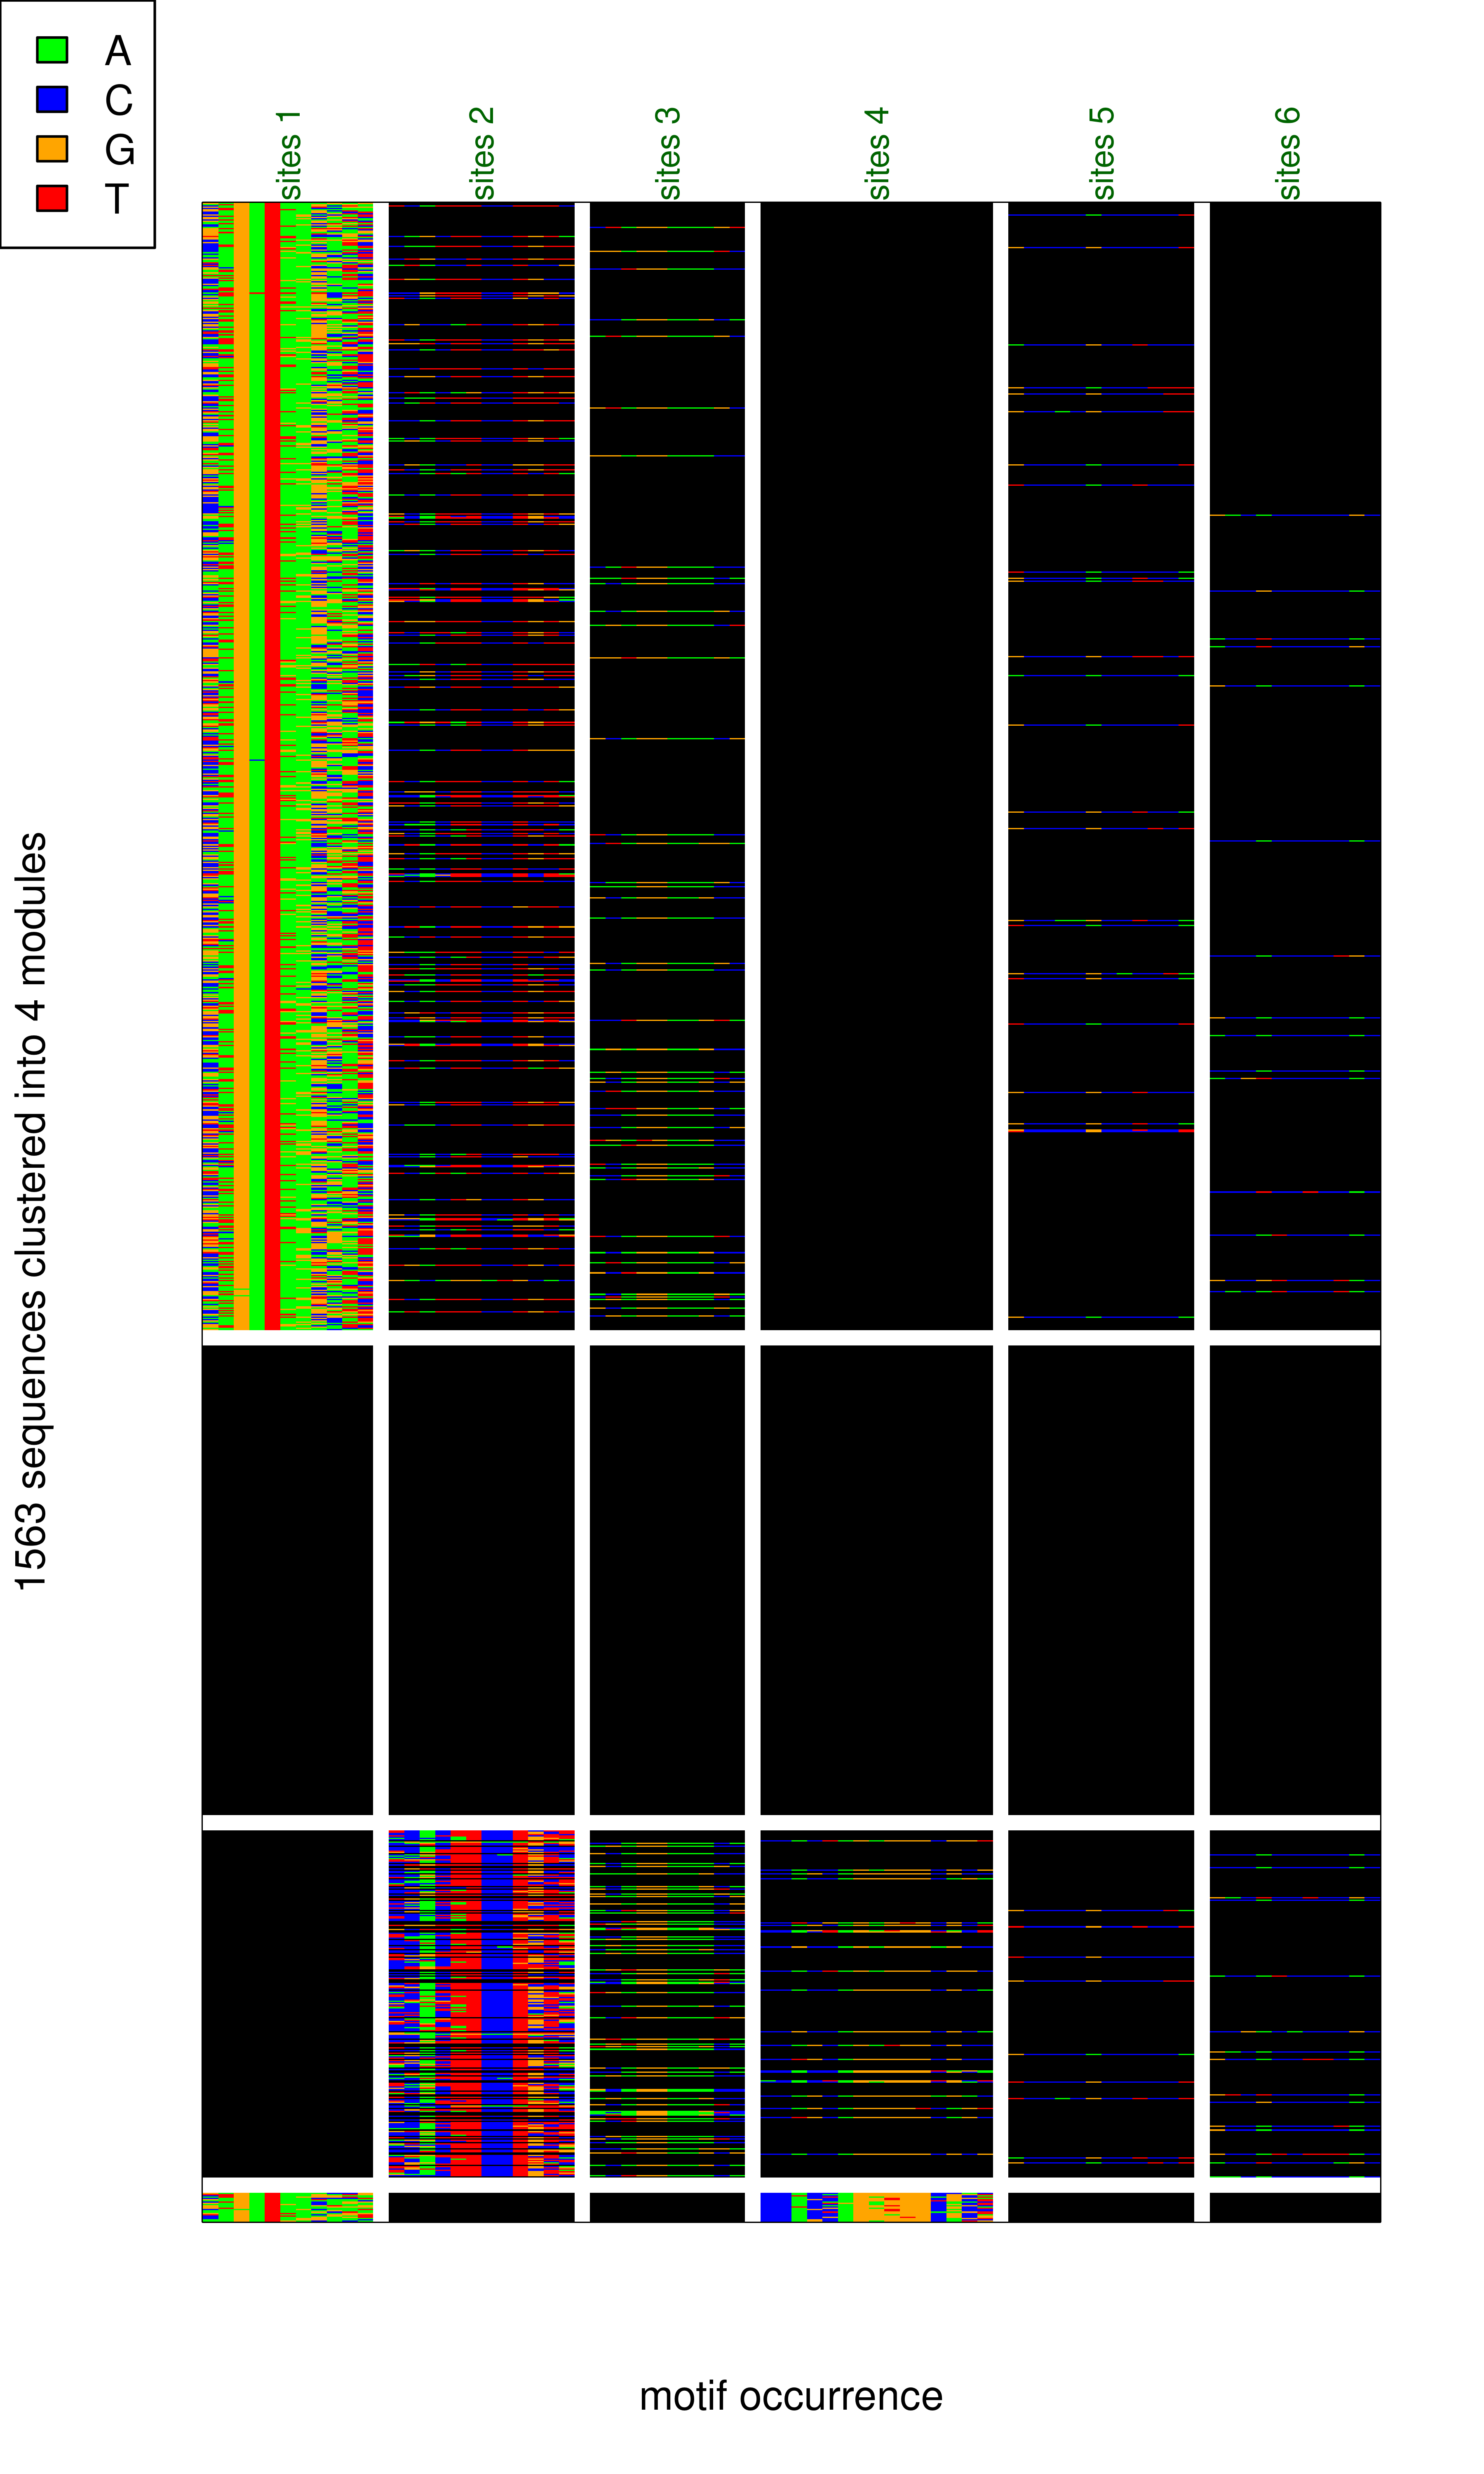 A
C
G
T
sites 1
sites 2
sites 3
sites 4
sites 5
sites 6
1563 sequences clustered into 4 modules
motif occurrence